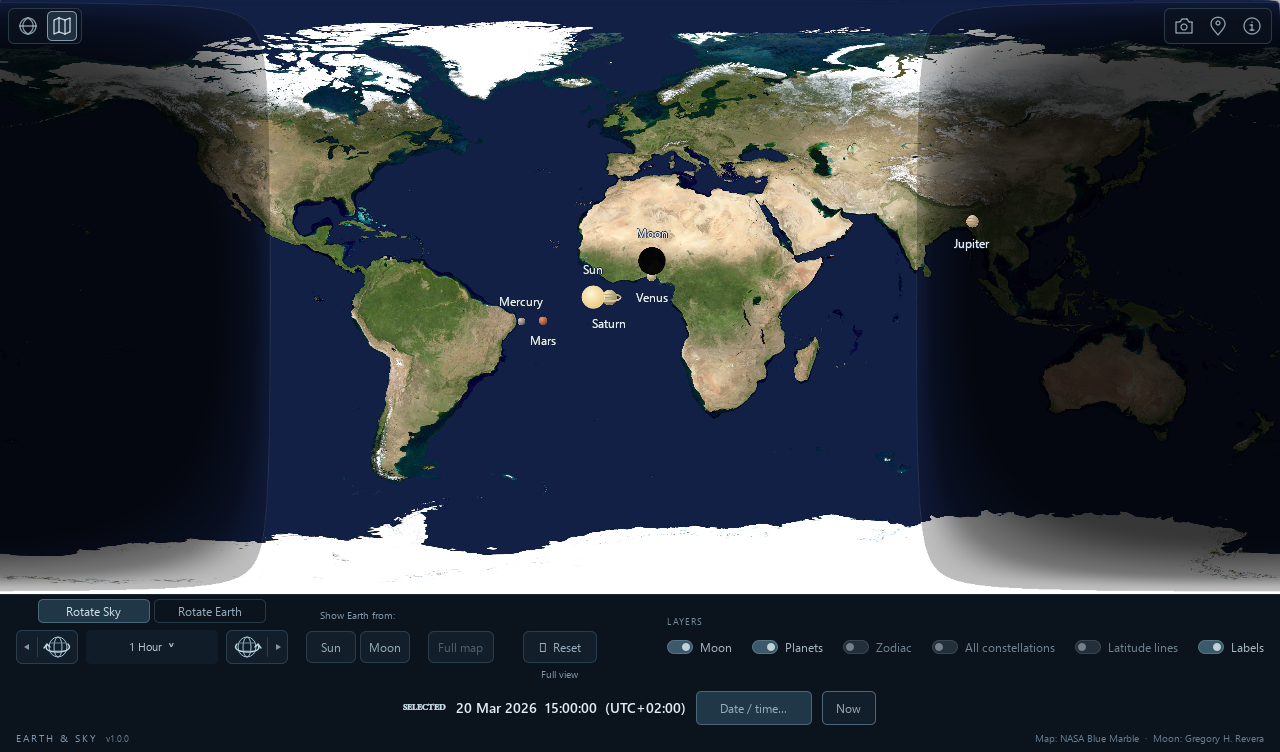 Moon
Jupiter
Sun
Mercury
Venus
Saturn
Mars
Rotate Sky
Rotate Earth
Show Earth from:
LAYERS
1 Hour
Sun
Moon
Full map
Reset
Moon
Planets
Zodiac
All constellations
Latitude lines
Labels
Full view
SELECTED 20 Mar 2026 15:00:00 (UTC+02:00)
Date / time...
Now
EARTH & SKY v1.0.0
Map: NASA Blue Marble · Moon: Gregory H. Revera